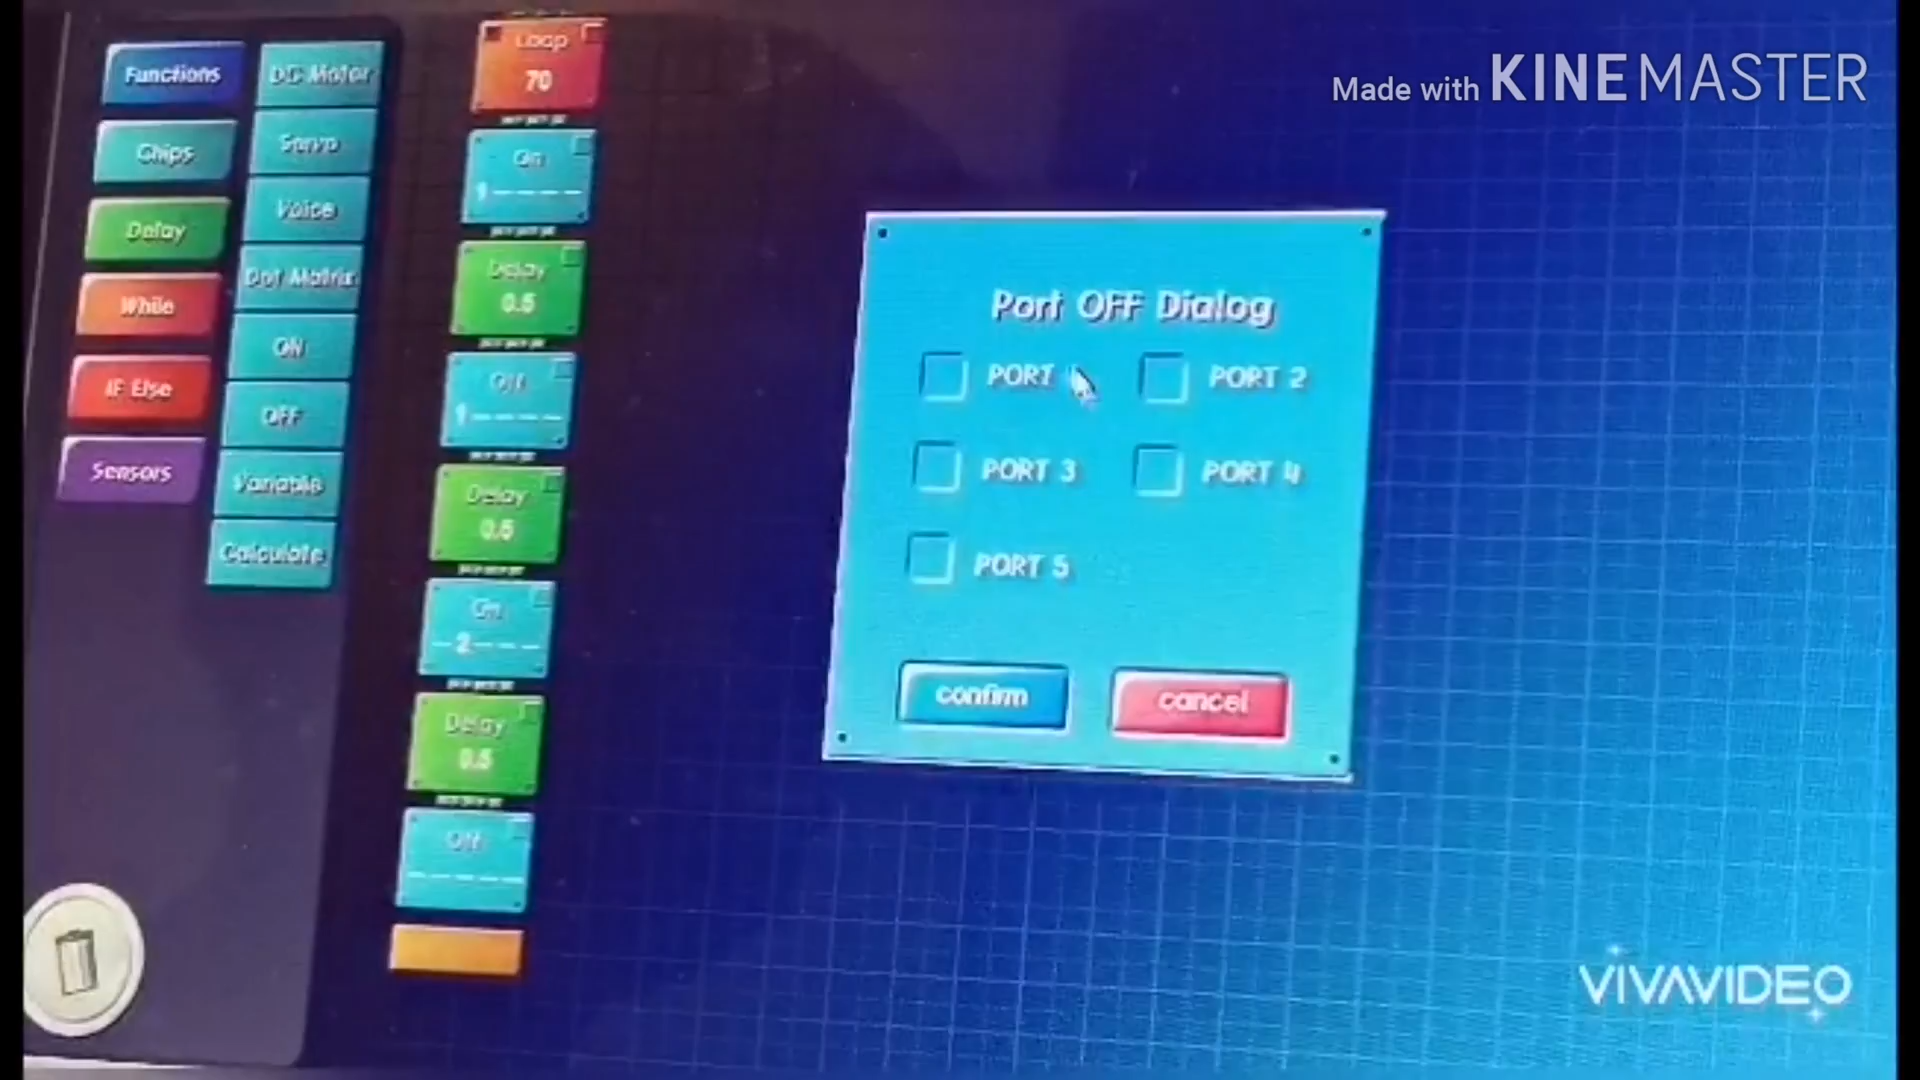 Made with KINEMASTER
Functions
Chips
Delay
While
IF Else
Sensors
DC Motor
Servo
Voice
Dot Matrix
ON
OFF
Variable
Calculate
Loop
70
On
1 - - - -
Delay
0.5
Off
1 - - - -
Delay
0.5
On
- 2 - - -
Delay
0.5
Off
- - - - -
Port OFF Dialog
PORT
PORT 2
PORT 3
PORT 4
PORT 5
confirm
cancel
VIVAVIDEO